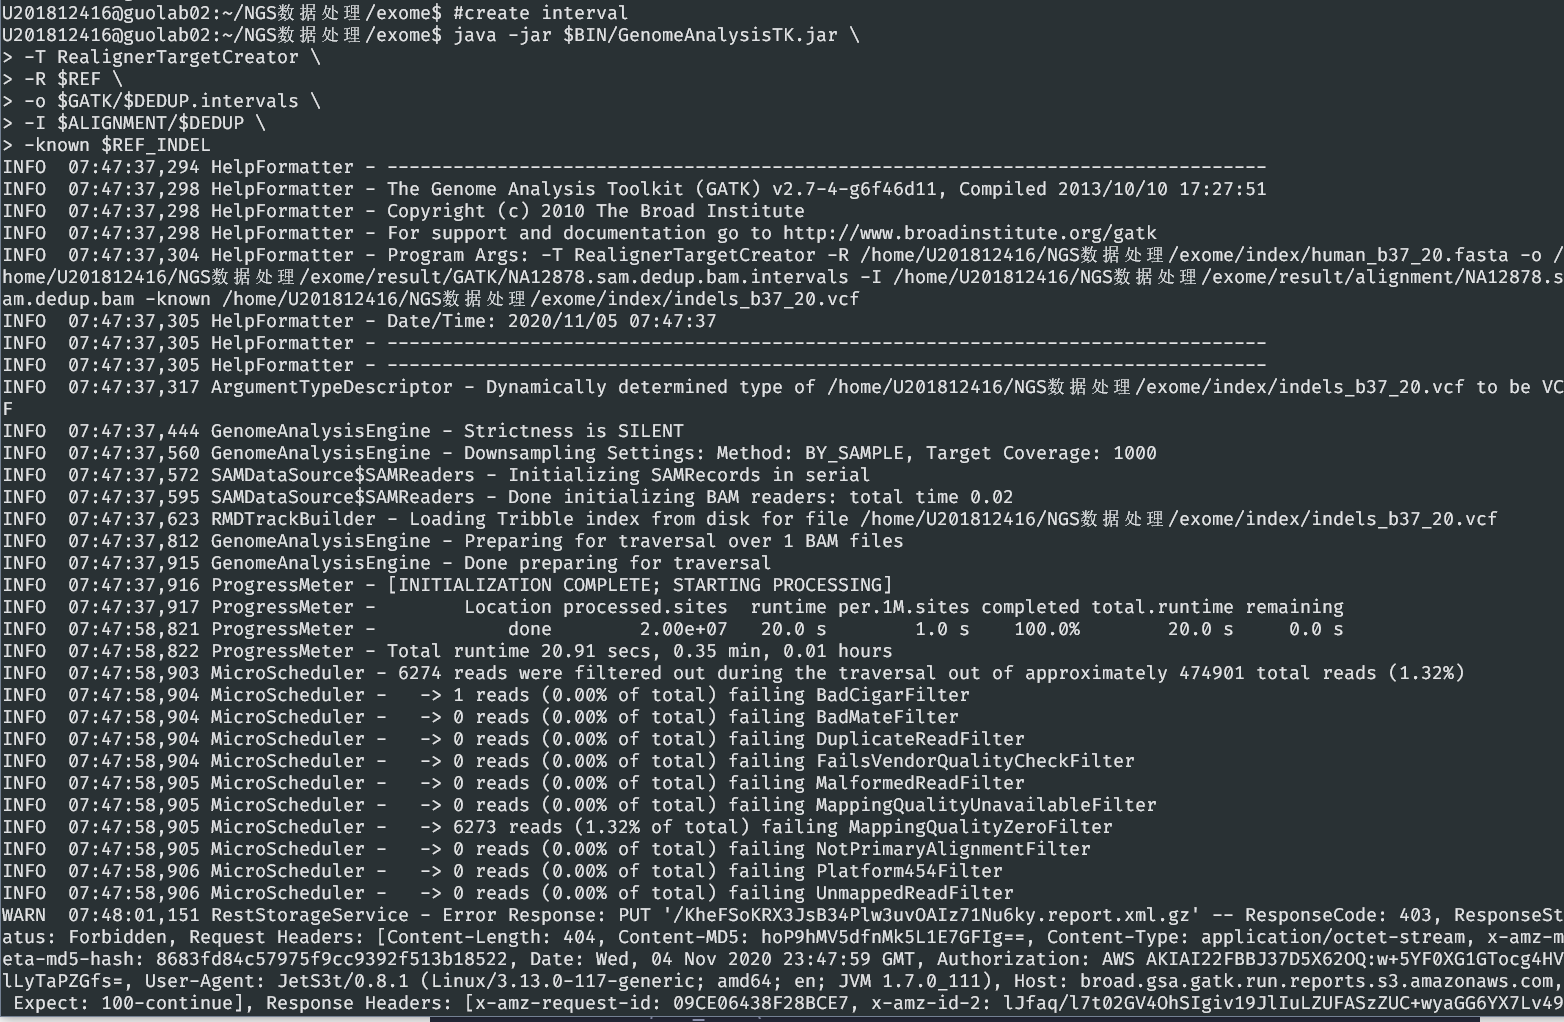 U201812416@guolab02:~/NGS数据处理/exome$ #create interval
U201812416@guolab02:~/NGS数据处理/exome$ java -jar $BIN/GenomeAnalysisTK.jar \
> -T RealignerTargetCreator \
> -R $REF \
> -o $GATK/$DEDUP.intervals \
> -I $ALIGNMENT/$DEDUP \
> -known $REF_INDEL
INFO  07:47:37,294 HelpFormatter - --------------------------------------------------------------------------------
INFO  07:47:37,298 HelpFormatter - The Genome Analysis Toolkit (GATK) v2.7-4-g6f46d11, Compiled 2013/10/10 17:27:51
INFO  07:47:37,298 HelpFormatter - Copyright (c) 2010 The Broad Institute
INFO  07:47:37,298 HelpFormatter - For support and documentation go to http://www.broadinstitute.org/gatk
INFO  07:47:37,304 HelpFormatter - Program Args: -T RealignerTargetCreator -R /home/U201812416/NGS数据处理/exome/index/human_b37_20.fasta -o /
home/U201812416/NGS数据处理/exome/result/GATK/NA12878.sam.dedup.bam.intervals -I /home/U201812416/NGS数据处理/exome/result/alignment/NA12878.s
am.dedup.bam -known /home/U201812416/NGS数据处理/exome/index/indels_b37_20.vcf
INFO  07:47:37,305 HelpFormatter - Date/Time: 2020/11/05 07:47:37
INFO  07:47:37,305 HelpFormatter - --------------------------------------------------------------------------------
INFO  07:47:37,305 HelpFormatter - --------------------------------------------------------------------------------
INFO  07:47:37,317 ArgumentTypeDescriptor - Dynamically determined type of /home/U201812416/NGS数据处理/exome/index/indels_b37_20.vcf to be VC
F
INFO  07:47:37,444 GenomeAnalysisEngine - Strictness is SILENT
INFO  07:47:37,560 GenomeAnalysisEngine - Downsampling Settings: Method: BY_SAMPLE, Target Coverage: 1000
INFO  07:47:37,572 SAMDataSource$SAMReaders - Initializing SAMRecords in serial
INFO  07:47:37,595 SAMDataSource$SAMReaders - Done initializing BAM readers: total time 0.02
INFO  07:47:37,623 RMDTrackBuilder - Loading Tribble index from disk for file /home/U201812416/NGS数据处理/exome/index/indels_b37_20.vcf
INFO  07:47:37,812 GenomeAnalysisEngine - Preparing for traversal over 1 BAM files
INFO  07:47:37,915 GenomeAnalysisEngine - Done preparing for traversal
INFO  07:47:37,916 ProgressMeter - [INITIALIZATION COMPLETE; STARTING PROCESSING]
INFO  07:47:37,917 ProgressMeter -        Location processed.sites  runtime per.1M.sites completed total.runtime remaining
INFO  07:47:58,821 ProgressMeter -            done        2.00e+07   20.0 s        1.0 s    100.0%        20.0 s     0.0 s
INFO  07:47:58,822 ProgressMeter - Total runtime 20.91 secs, 0.35 min, 0.01 hours
INFO  07:47:58,903 MicroScheduler - 6274 reads were filtered out during the traversal out of approximately 474901 total reads (1.32%)
INFO  07:47:58,904 MicroScheduler -   -> 1 reads (0.00% of total) failing BadCigarFilter
INFO  07:47:58,904 MicroScheduler -   -> 0 reads (0.00% of total) failing BadMateFilter
INFO  07:47:58,904 MicroScheduler -   -> 0 reads (0.00% of total) failing DuplicateReadFilter
INFO  07:47:58,904 MicroScheduler -   -> 0 reads (0.00% of total) failing FailsVendorQualityCheckFilter
INFO  07:47:58,905 MicroScheduler -   -> 0 reads (0.00% of total) failing MalformedReadFilter
INFO  07:47:58,905 MicroScheduler -   -> 0 reads (0.00% of total) failing MappingQualityUnavailableFilter
INFO  07:47:58,905 MicroScheduler -   -> 6273 reads (1.32% of total) failing MappingQualityZeroFilter
INFO  07:47:58,905 MicroScheduler -   -> 0 reads (0.00% of total) failing NotPrimaryAlignmentFilter
INFO  07:47:58,906 MicroScheduler -   -> 0 reads (0.00% of total) failing Platform454Filter
INFO  07:47:58,906 MicroScheduler -   -> 0 reads (0.00% of total) failing UnmappedReadFilter
WARN  07:48:01,151 RestStorageService - Error Response: PUT '/KheFSoKRX3JsB34Plw3uvOAIz71Nu6ky.report.xml.gz' -- ResponseCode: 403, ResponseSt
atus: Forbidden, Request Headers: [Content-Length: 404, Content-MD5: hoP9hMV5dfnMk5L1E7GFIg==, Content-Type: application/octet-stream, x-amz-m
eta-md5-hash: 8683fd84c57975f9cc9392f513b18522, Date: Wed, 04 Nov 2020 23:47:59 GMT, Authorization: AWS AKIAI22FBBJ37D5X62OQ:w+5YF0XG1GTocg4HV
lLyTaPZGfs=, User-Agent: JetS3t/0.8.1 (Linux/3.13.0-117-generic; amd64; en; JVM 1.7.0_111), Host: broad.gsa.gatk.run.reports.s3.amazonaws.com,
 Expect: 100-continue], Response Headers: [x-amz-request-id: 09CE06438F28BCE7, x-amz-id-2: lJfaq/l7t02GV4OhSIgiv19JlIuLZUFASzZUC+wyaGG6YX7Lv49